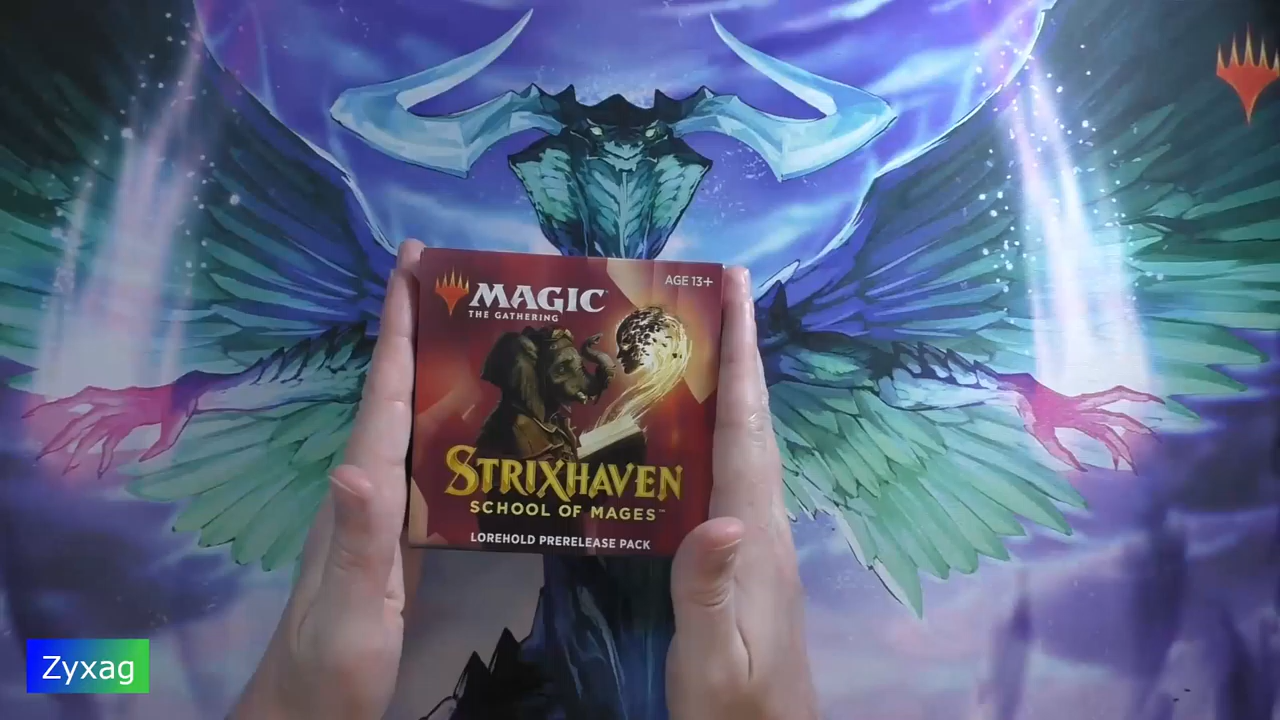 MAGIC
THE GATHERING
AGE 13+
STRIXHAVEN
SCHOOL OF MAGES™
LOREHOLD PRERELEASE PACK
Zyxag